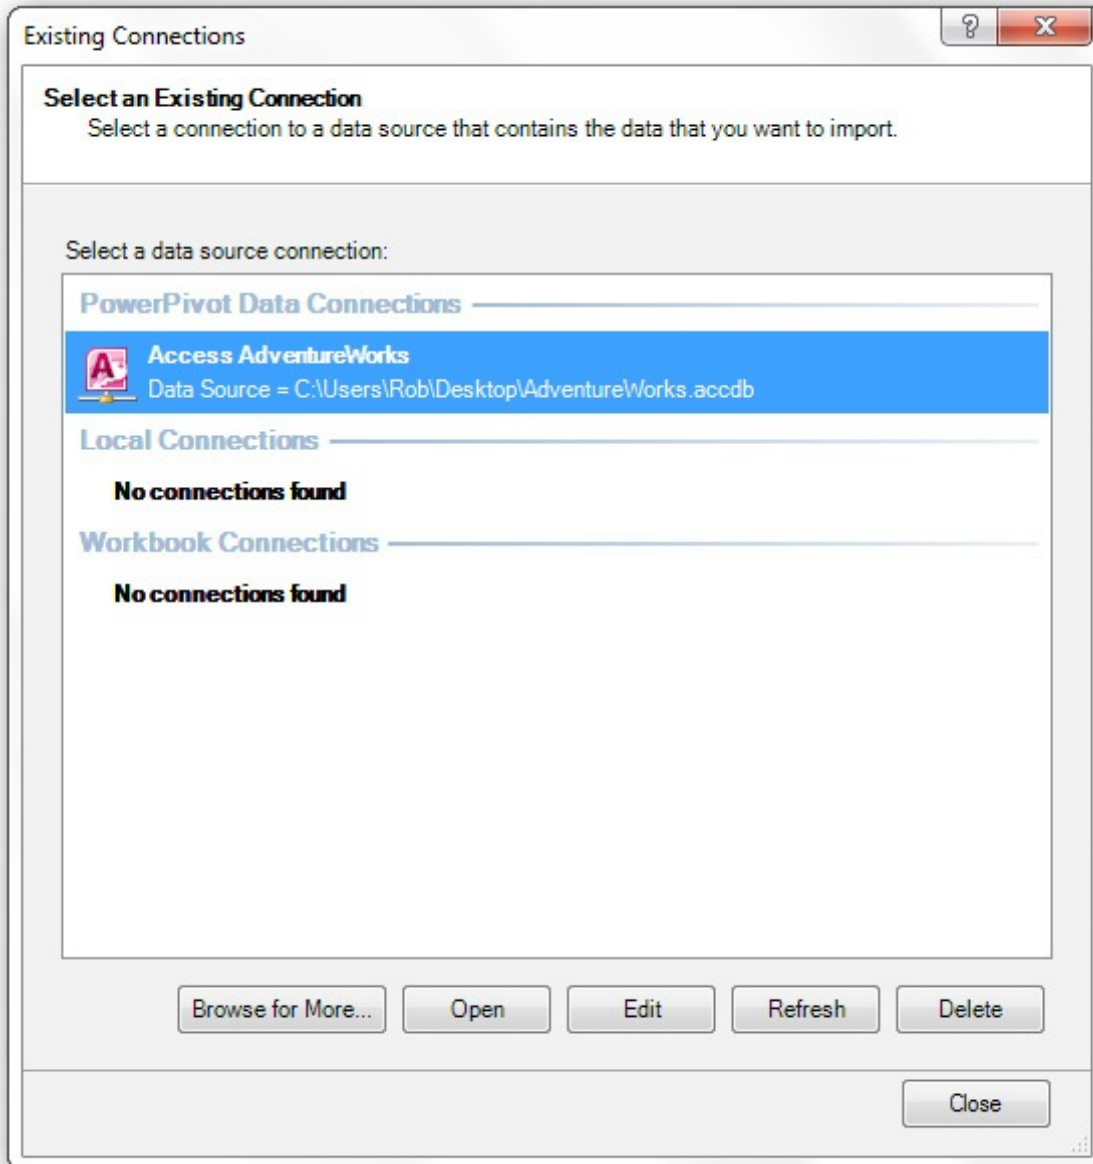 Existing Connections
Select an Existing Connection
Select a connection to a data source that contains the data that you want to import.
Select a data source connection:
PowerPivot Data Connections
Access AdventureWorks
Data Source = C:\Users\Rob\Desktop\AdventureWorks.accdb
Local Connections
No connections found
Workbook Connections
No connections found
Browse for More... Open Edit Refresh Delete
Close